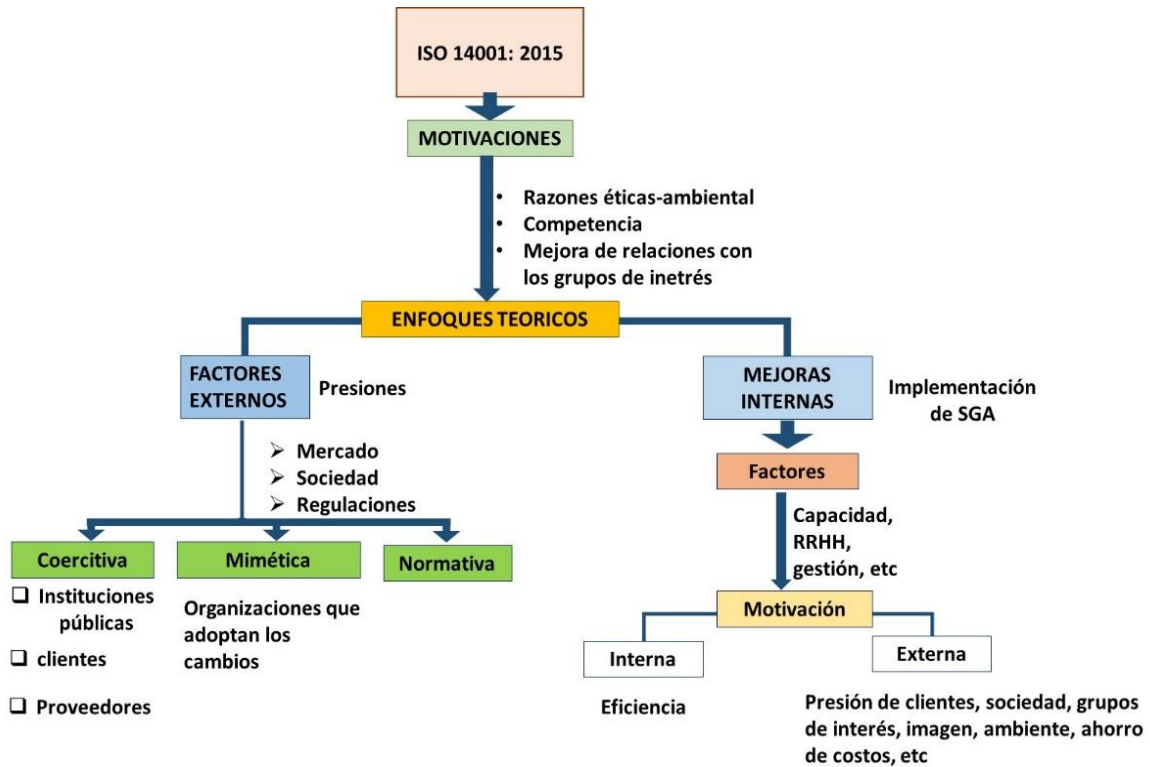 ISO 14001: 2015
MOTIVACIONES
• Razones éticas-ambiental
• Competencia
• Mejora de relaciones con
los grupos de inetrés
ENFOQUES TEORICOS
FACTORES
EXTERNOS
Presiones
➢ Mercado
➢ Sociedad
➢ Regulaciones
Coercitiva
❑ Instituciones
públicas
❑ clientes
❑ Proveedores
Mimética
Organizaciones que
adoptan los
cambios
Normativa
MEJORAS
INTERNAS
Implementación
de SGA
Factores
Capacidad,
RRHH,
gestión, etc
Motivación
Interna
Eficiencia
Externa
Presión de clientes, sociedad, grupos
de interés, imagen, ambiente, ahorro
de costos, etc